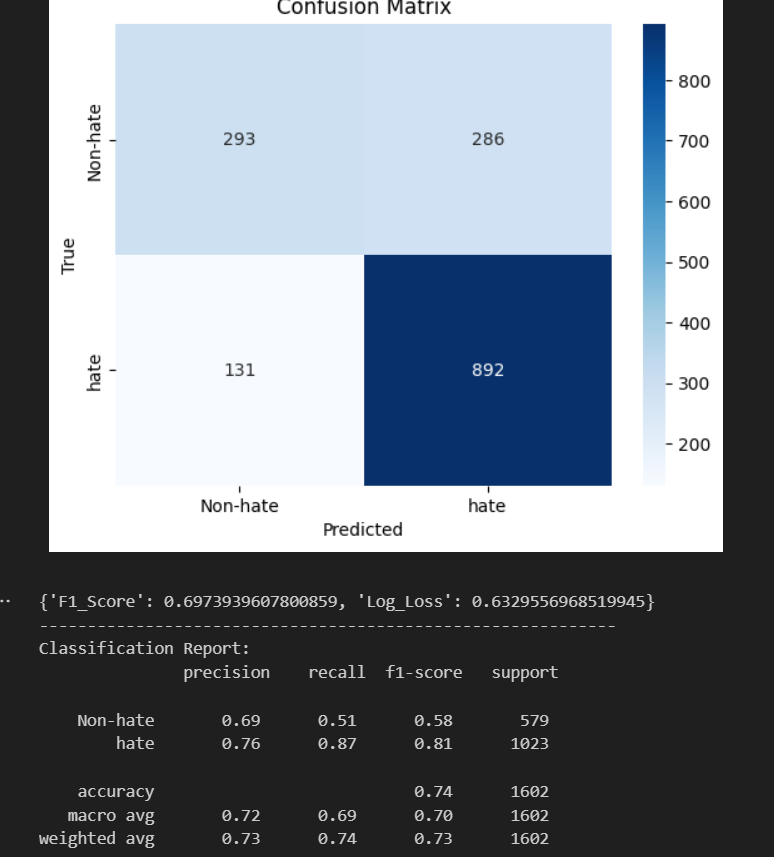 Confusion Matrix
800
Non-hate 293 286 700
600
True 500
400
hate 131 892 300
200
Non-hate hate
Predicted
.. {'F1_Score': 0.6973939607800859, 'Log_Loss': 0.6329556968519945}
------------------------------------------------------------
Classification Report:
precision recall f1-score support
Non-hate 0.69 0.51 0.58 579
hate 0.76 0.87 0.81 1023
accuracy 0.74 1602
macro avg 0.72 0.69 0.70 1602
weighted avg 0.73 0.74 0.73 1602